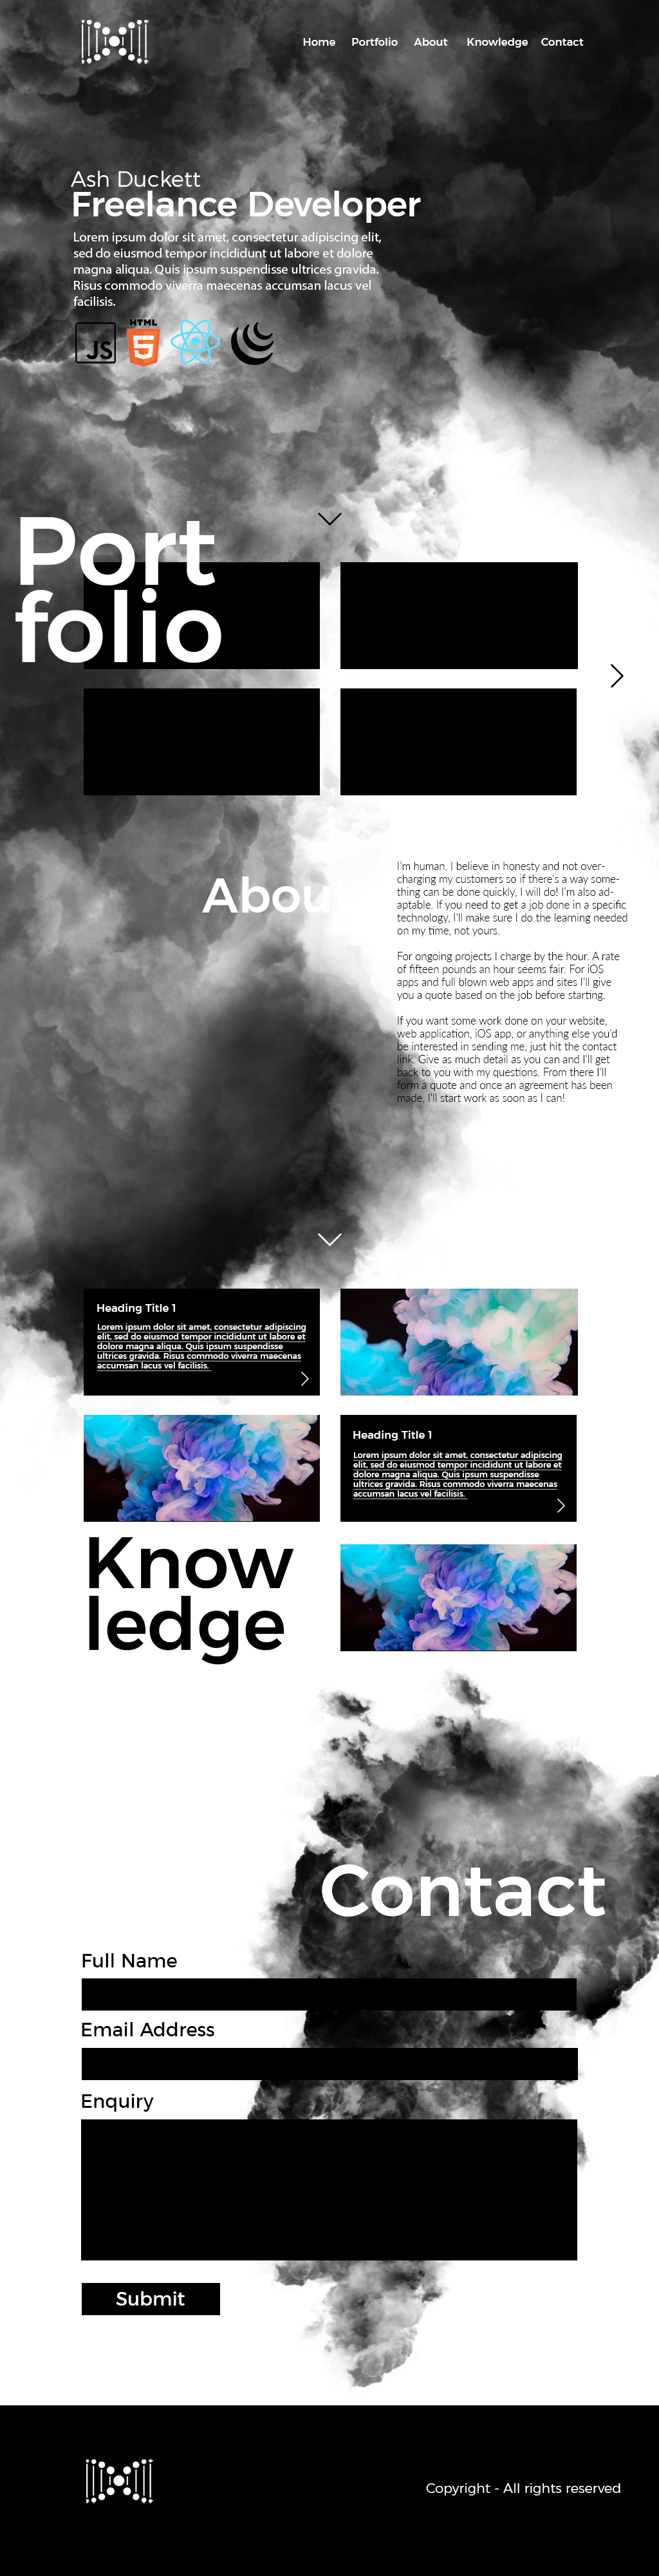 Home Portfolio About Knowledge Contact
Ash Duckett
Freelance Developer
Lorem ipsum dolor sit amet, consectetur adipiscing elit,
sed do eiusmod tempor incididunt ut labore et dolore
magna aliqua. Quis ipsum suspendisse ultrices gravida.
Risus commodo viverra maecenas accumsan lacus vel
facilisis.
JS
HTML
5
Port
folio
Abou
I'm human. I believe in honesty and not over-
charging my customers so if there's a way some-
thing can be done quickly, I will do! I'm also ad-
aptable. If you need to get a job done in a specific
technology, I'll make sure I do the learning needed
on my time, not yours.
For ongoing projects I charge by the hour. A rate
of fifteen pounds an hour seems fair. For iOS
apps and full blown web apps and sites I'll give
you a quote based on the job before starting.
If you want some work done on your website,
web application, iOS app, or anything else you'd
be interested in sending me, just hit the contact
link. Give as much detail as you can and I'll get
back to you with my questions. From there I'll
form a quote and once an agreement has been
made, I'll start work as soon as I can!
Heading Title 1
Lorem ipsum dolor sit amet, consectetur adipiscing
elit, sed do eiusmod tempor incididunt ut labore et
dolore magna aliqua. Quis ipsum suspendisse
ultrices gravida. Risus commodo viverra maecenas
accumsan lacus vel facilisis.
Heading Title 1
Lorem ipsum dolor sit amet, consectetur adipiscing
elit, sed do eiusmod tempor incididunt ut labore et
dolore magna aliqua. Quis ipsum suspendisse
ultrices gravida. Risus commodo viverra maecenas
accumsan lacus vel facilisis.
Know
ledge
Contact
Full Name
Email Address
Enquiry
Submit
Copyright - All rights reserved